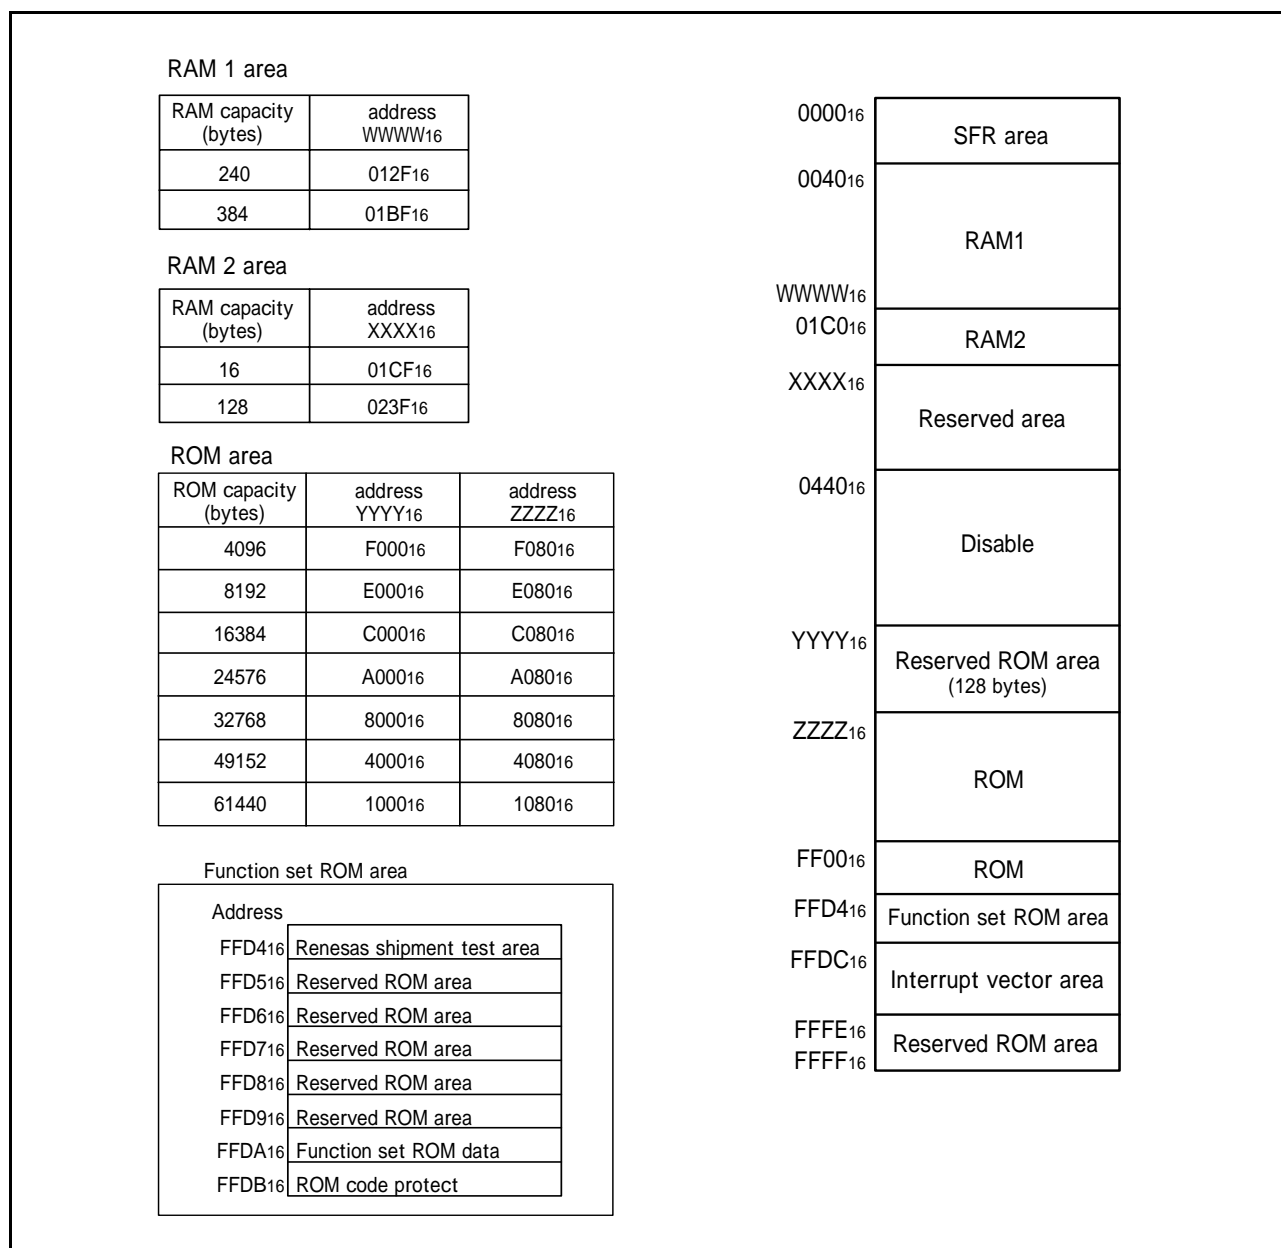 RAM 1 area
RAM capacity (bytes) address WWWW16
240 012F16
384 01BF16
RAM 2 area
RAM capacity (bytes) address XXXX16
16 01CF16
128 023F16
ROM area
ROM capacity (bytes) address YYYY16 address ZZZZ16
4096 F00016 F08016
8192 E00016 E08016
16384 C00016 C08016
24576 A00016 A08016
32768 800016 808016
49152 400016 408016
61440 100016 108016
Function set ROM area
Address
FFD416 Renesas shipment test area
FFD516 Reserved ROM area
FFD616 Reserved ROM area
FFD716 Reserved ROM area
FFD816 Reserved ROM area
FFD916 Reserved ROM area
FFDA16 Function set ROM data
FFDB16 ROM code protect
000016
SFR area
004016
RAM1
WWWW16
01C016
RAM2
XXXX16
Reserved area
044016
Disable
YYYY16
Reserved ROM area
(128 bytes)
ZZZZ16
ROM
FF0016
ROM
FFD416
Function set ROM area
FFDC16
Interrupt vector area
FFFE16
Reserved ROM area
FFFF16